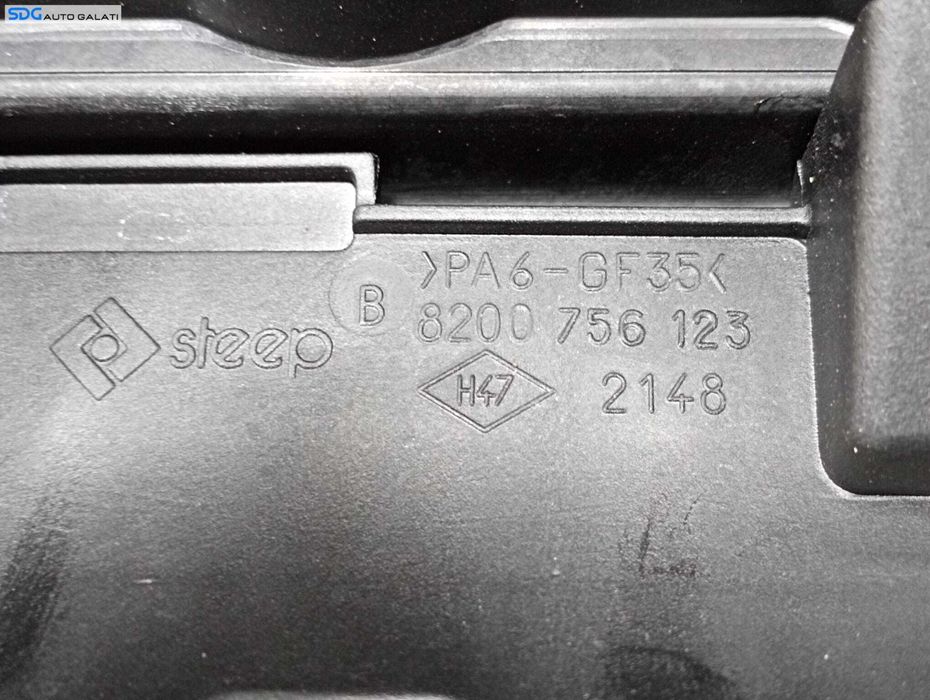 SDG AUTO GALATI
>PA6-GF35<
B
8200 756 123
steep
H47
2148